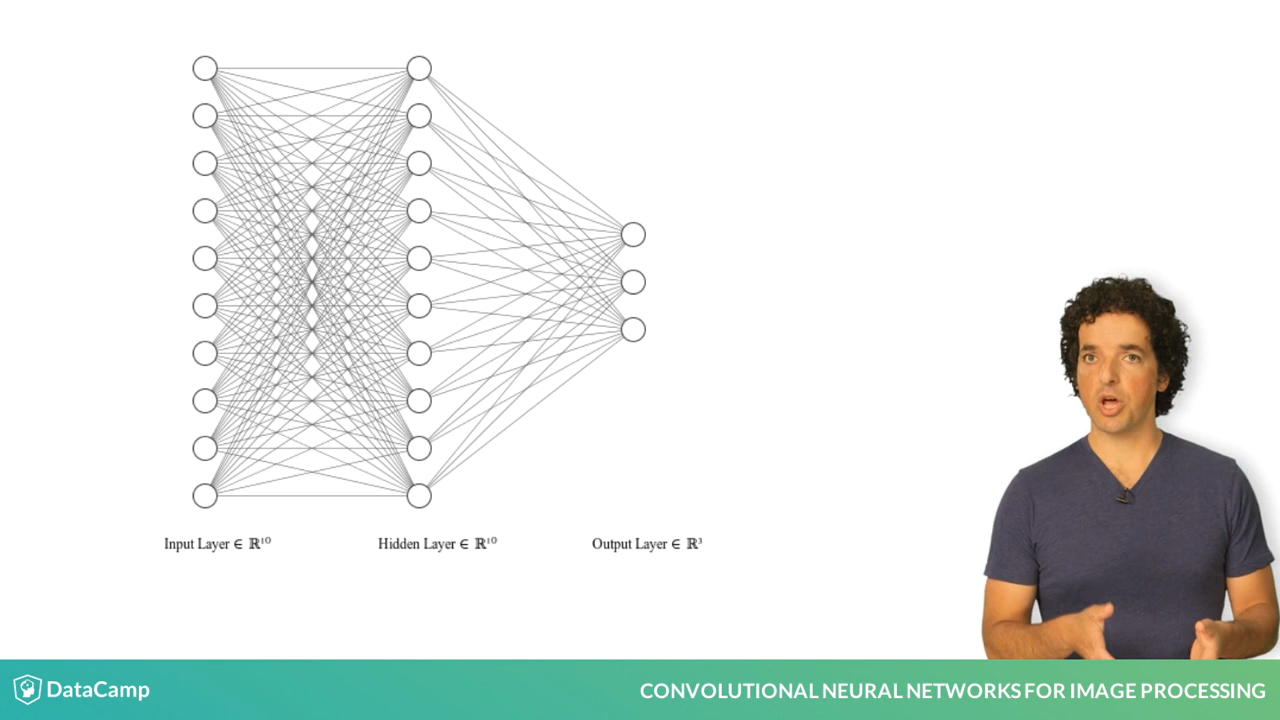 Input Layer ∈ ℝ¹⁰
Hidden Layer ∈ ℝ¹⁰
Output Layer ∈ ℝ³
DataCamp
CONVOLUTIONAL NEURAL NETWORKS FOR IMAGE PROCESSING